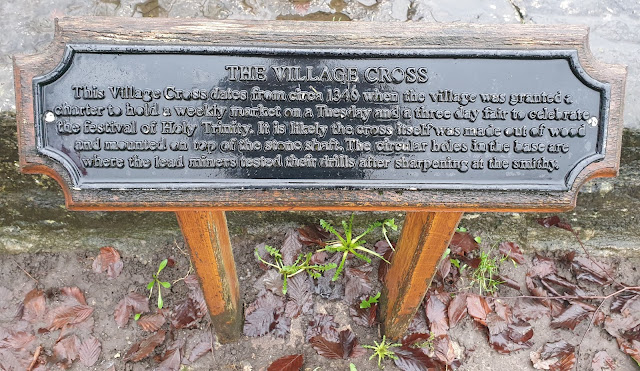 THE VILLAGE CROSS
This Village Cross dates from circa 1346 when the village was granted a
charter to hold a weekly market on a Tuesday and a three day fair to celebrate
the festival of Holy Trinity. It is likely the cross itself was made out of wood
and mounted on top of the stone shaft. The circular holes in the base are
where the lead miners tested their drills after sharpening at the smithy.